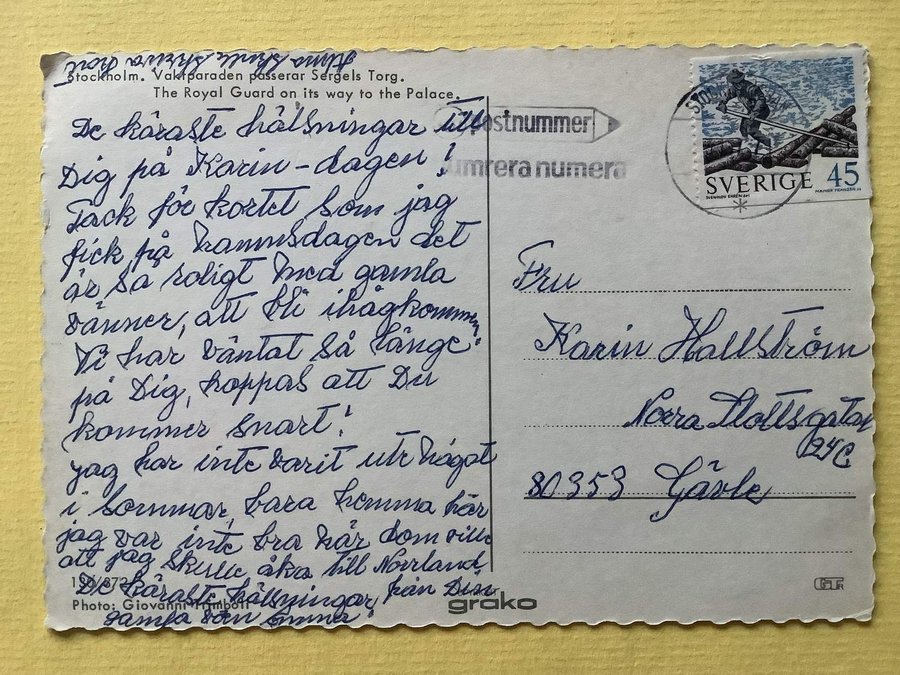 Stockholm. Vaktparaden passerar Sergels Torg.
The Royal Guard on its way to the Palace.
De käraste hälsningar till
Dig på Karin-dagen!
Tack för kortet som jag
fick på namnsdagen det
är så roligt med gamla
vänner, att bli ihågkommen
Vi har väntat så länge
på Dig, hoppas att Du
kommer snart!
jag har inte varit ute något
i sommar, bara hemma här
jag var inte bra när dom ville
att jag skulle åka till Norrland
De käraste hälsningar från Din
gamla vän Emma
Photo: Giovanni Trimboli
grako
postnummer
umrera numera
SVERIGE 45
Fru
Karin Hallström
Norra Slottsgatan
24C
80353 Gävle